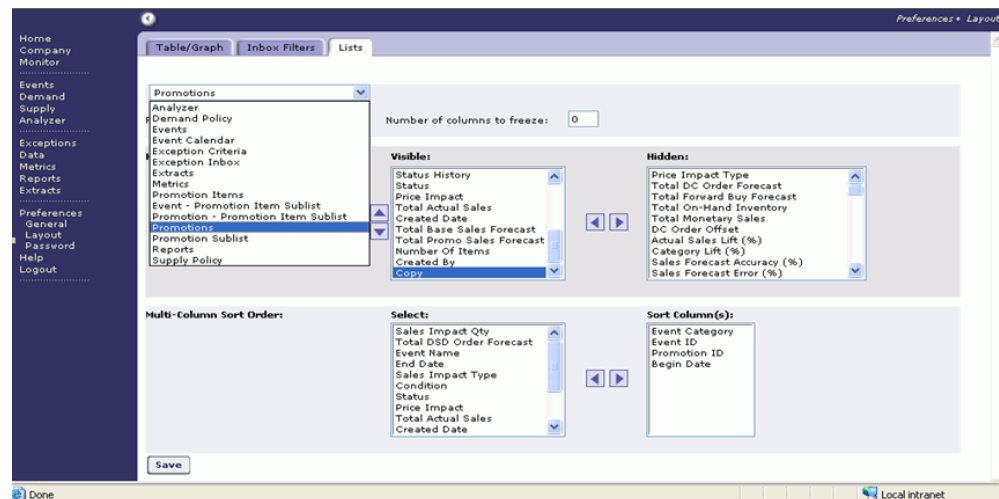 Preferences • Layout
Home
Company
Monitor
Events
Demand
Supply
Analyzer
Exceptions
Data
Metrics
Reports
Extracts
Preferences
General
Layout
Password
Help
Logout
Table/Graph
Inbox Filters
Lists
Promotions
Analyzer
Demand Policy
Events
Event Calendar
Exception Criteria
Exception Inbox
Extracts
Metrics
Promotion Items
Event - Promotion Item Sublist
Promotion - Promotion Item Sublist
Promotions
Promotion Sublist
Reports
Supply Policy
Number of columns to freeze: 0
Visible:
Status History
Status
Price Impact
Total Actual Sales
Created Date
Total Base Sales Forecast
Total Promo Sales Forecast
Number Of Items
Created By
Copy
Hidden:
Price Impact Type
Total DC Order Forecast
Total Forward Buy Forecast
Total On-Hand Inventory
Total Monetary Sales
DC Order Offset
Actual Sales Lift (%)
Category Lift (%)
Sales Forecast Accuracy (%)
Sales Forecast Error (%)
Multi-Column Sort Order:
Select:
Sales Impact Qty
Total DSD Order Forecast
Event Name
End Date
Sales Impact Type
Condition
Status
Price Impact
Total Actual Sales
Created Date
Sort Column(s):
Event Category
Event ID
Promotion ID
Begin Date
Save
Done
Local intranet